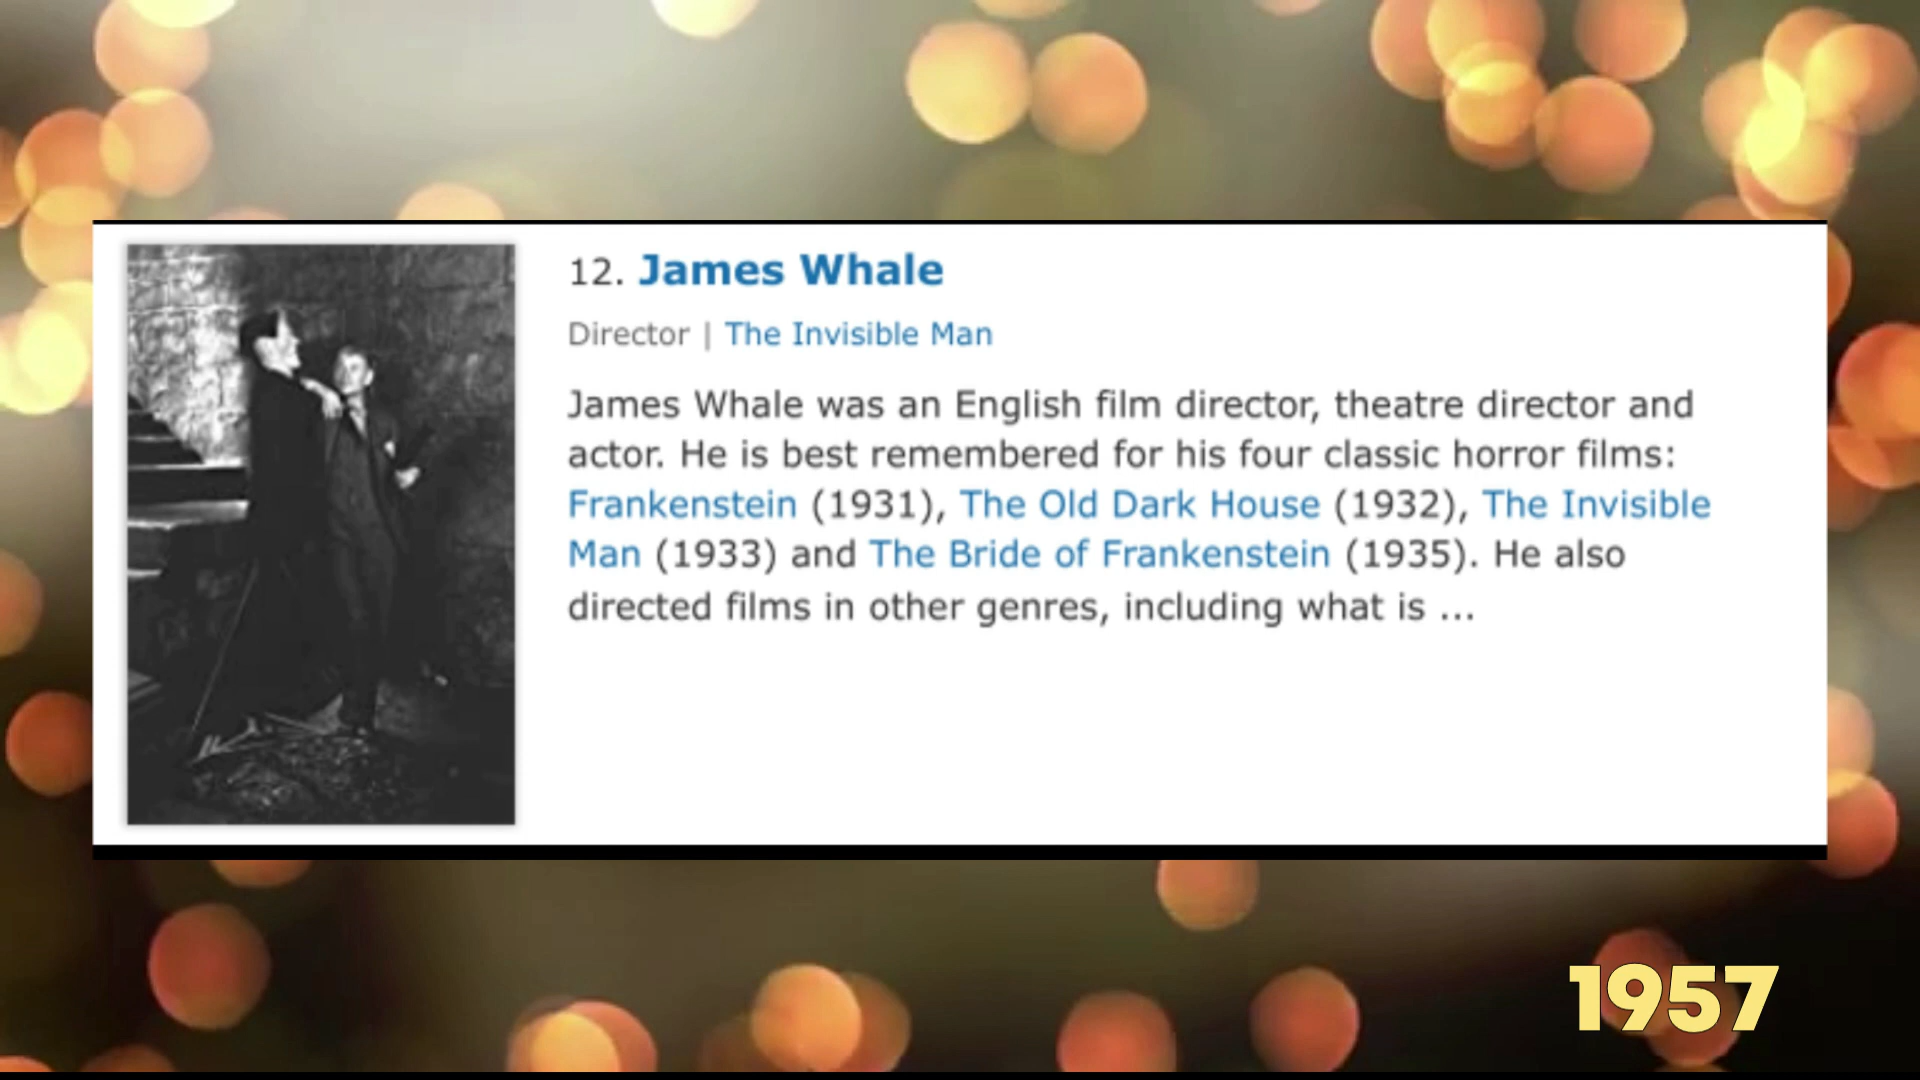 12. James Whale
Director | The Invisible Man
James Whale was an English film director, theatre director and
actor. He is best remembered for his four classic horror films:
Frankenstein (1931), The Old Dark House (1932), The Invisible
Man (1933) and The Bride of Frankenstein (1935). He also
directed films in other genres, including what is ...
1957